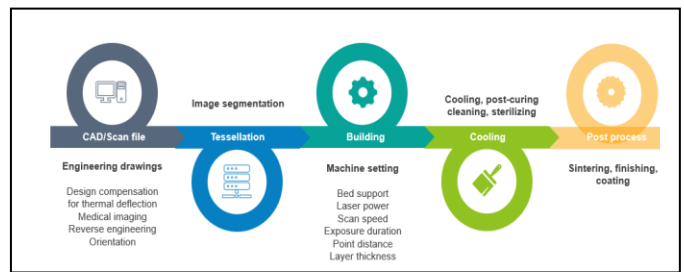 Image segmentation
Cooling, post-curing
cleaning, sterilizing
CAD/Scan file
Tessellation
Building
Cooling
Post process
Engineering drawings
Design compensation
for thermal deflection
Medical imaging
Reverse engineering
Orientation
Machine setting
Bed support
Laser power
Scan speed
Exposure duration
Point distance
Layer thickness
Sintering, finishing,
coating